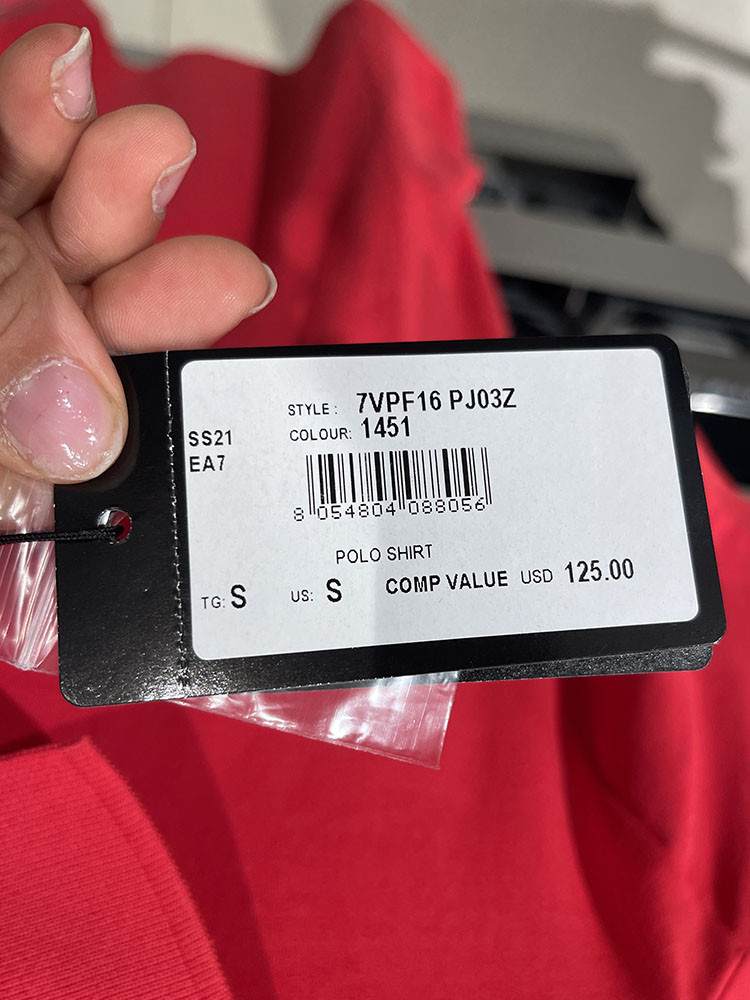 SS21
EA7
STYLE: 7VPF16 PJ03Z
COLOUR: 1451
8 054804 088056
POLO SHIRT
TG: S US: S COMP VALUE USD 125.00